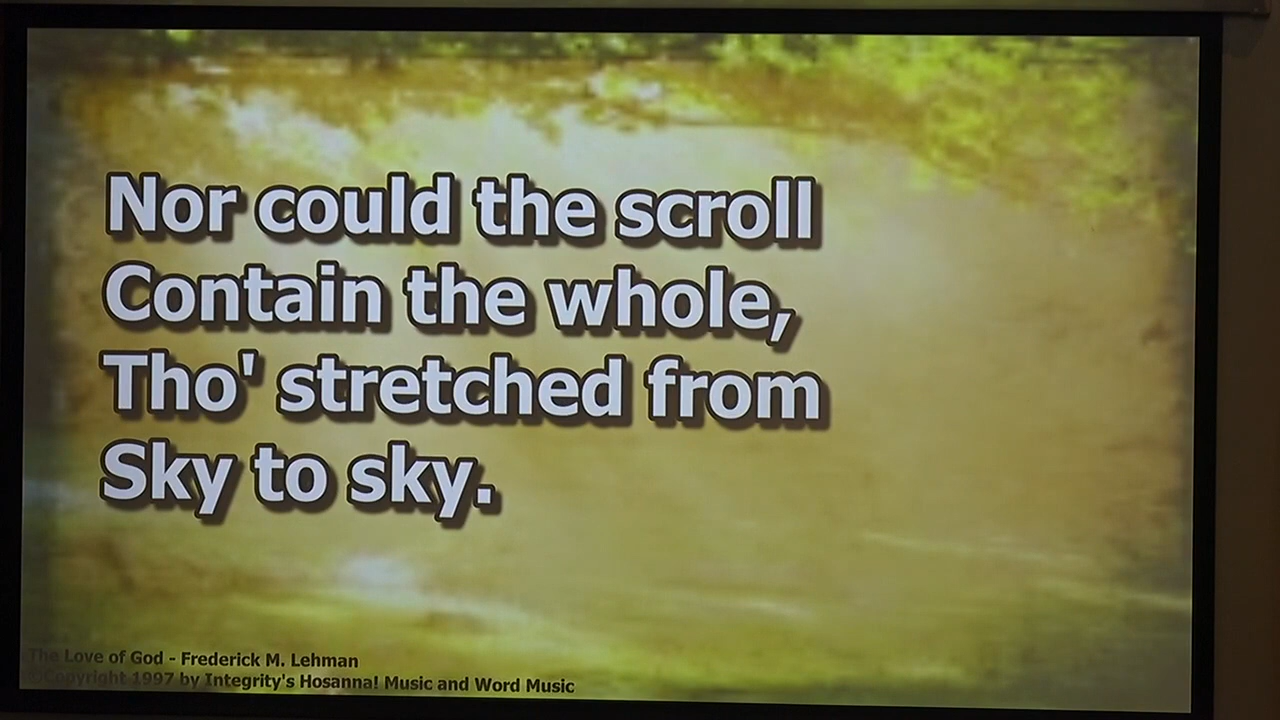 Nor could the scroll
Contain the whole,
Tho' stretched from
Sky to sky.
The Love of God - Frederick M. Lehman
©Copyright 1997 by Integrity's Hosanna! Music and Word Music